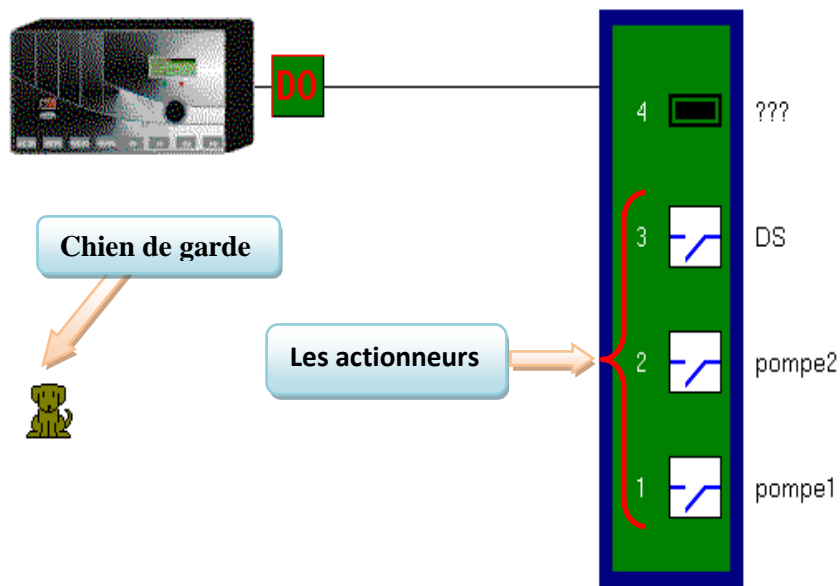 DO
4 ???
Chien de garde
3 DS
Les actionneurs
2 pompe2
1 pompe1